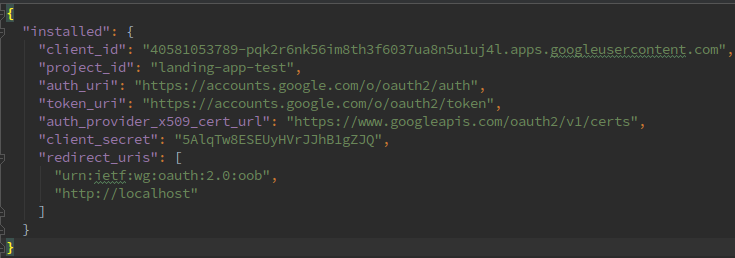 {
"installed": {
"client_id": "40581053789-pqk2r6nk56im8th3f6037ua8n5u1uj4l.apps.googleusercontent.com",
"project_id": "landing-app-test",
"auth_uri": "https://accounts.google.com/o/oauth2/auth",
"token_uri": "https://accounts.google.com/o/oauth2/token",
"auth_provider_x509_cert_url": "https://www.googleapis.com/oauth2/v1/certs",
"client_secret": "5AlqTw8ESEUyHVrJJhB1gZJQ",
"redirect_uris": [
"urn:ietf:wg:oauth:2.0:oob",
"http://localhost"
]
}
}